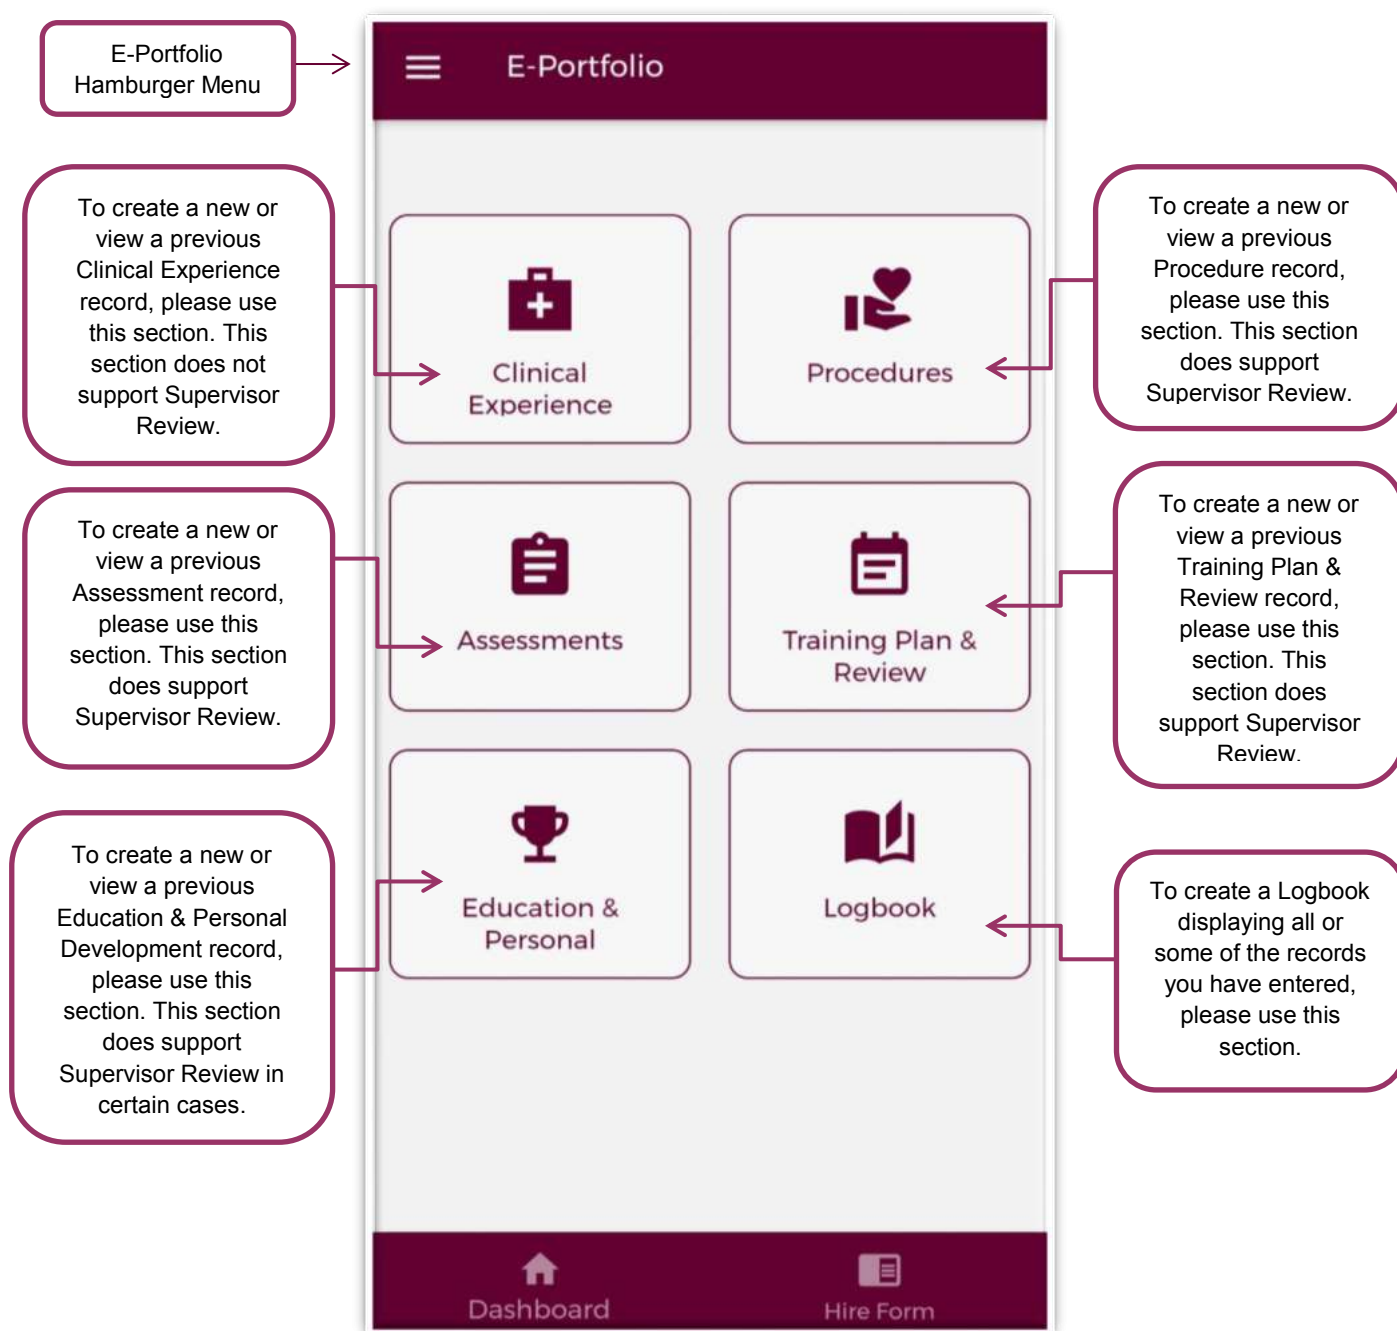 E-Portfolio
Hamburger Menu
E-Portfolio
To create a new or
view a previous
Clinical Experience
record, please use
this section. This
section does not
support Supervisor
Review.
Clinical
Experience
Procedures
To create a new or
view a previous
Procedure record,
please use this
section. This section
does support
Supervisor Review.
To create a new or
view a previous
Assessment record,
please use this
section. This section
does support
Supervisor Review.
Assessments
Training Plan &
Review
To create a new or
view a previous
Training Plan &
Review record,
please use this
section. This
section does
support Supervisor
Review.
To create a new or
view a previous
Education & Personal
Development record,
please use this
section. This section
does support
Supervisor Review in
certain cases.
Education &
Personal
Logbook
To create a Logbook
displaying all or
some of the records
you have entered,
please use this
section.
Dashboard
Hire Form